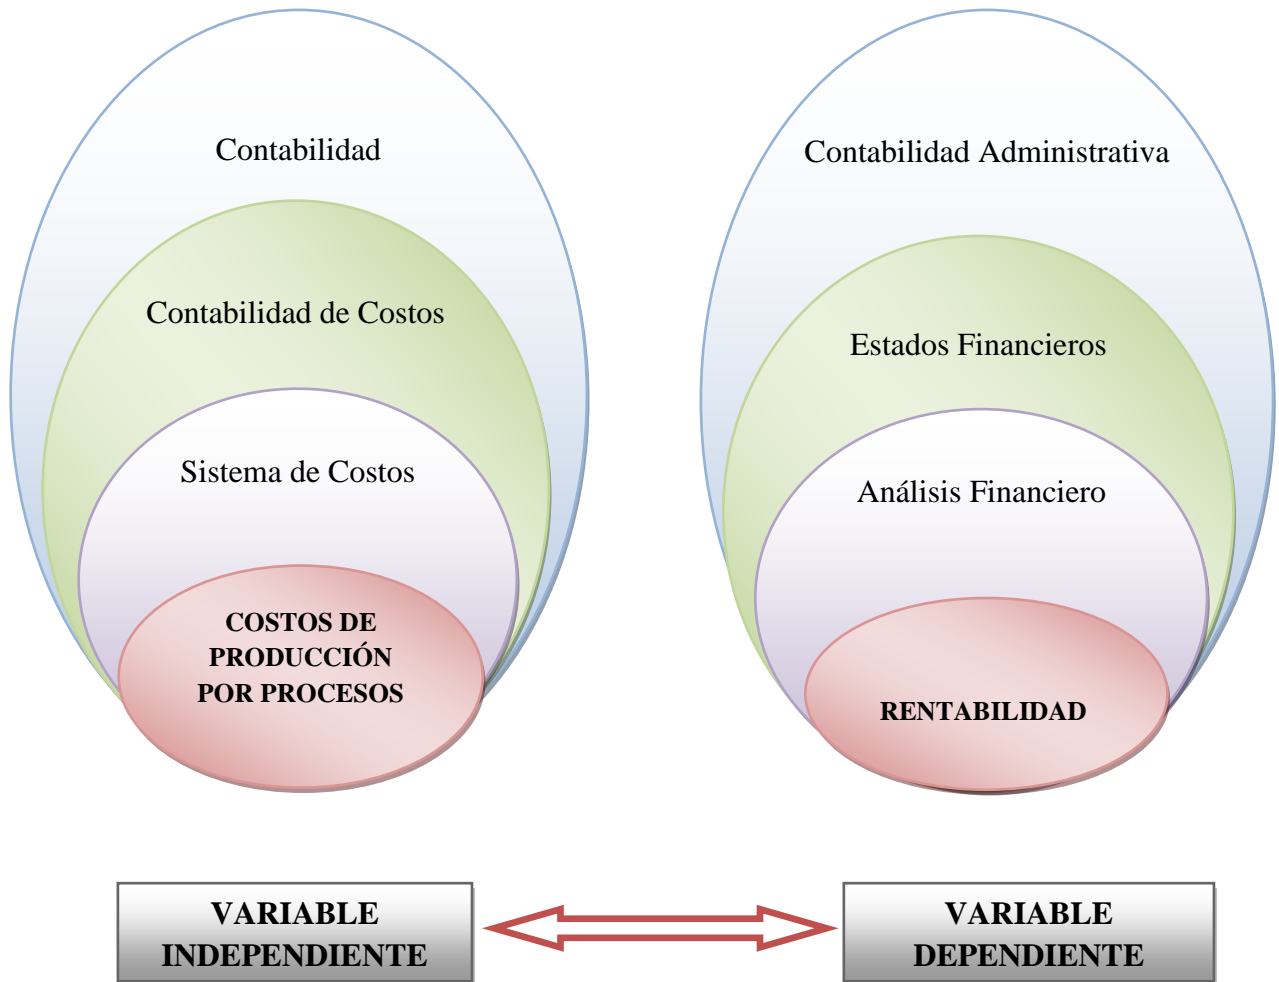 Contabilidad
Contabilidad de Costos
Sistema de Costos
COSTOS DE
PRODUCCIÓN
POR PROCESOS
Contabilidad Administrativa
Estados Financieros
Análisis Financiero
RENTABILIDAD
VARIABLE
INDEPENDIENTE
VARIABLE
DEPENDIENTE